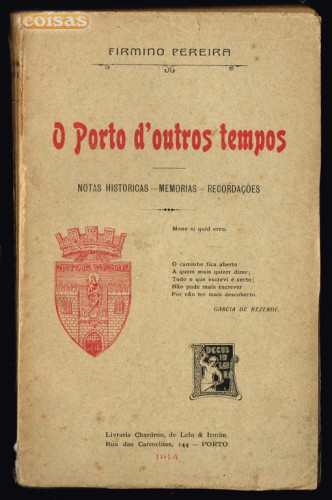 coisas
FIRMINO PEREIRA
O Porto d'outros tempos
NOTAS HISTORICAS — MEMORIAS — RECORDAÇÕES
Mone si quid erro.
O caminho fica aberto
A quem mais quizer dizer;
Tudo o que escrevi é certo;
Não pude mais escrever
Por não ter mais descoberto.
GARCIA DE REZENDE.
DECUS
IN
LABORE
Livraria Chardron, de Lelo & Irmão
Rua das Carmelitas, 144 — PORTO
1914